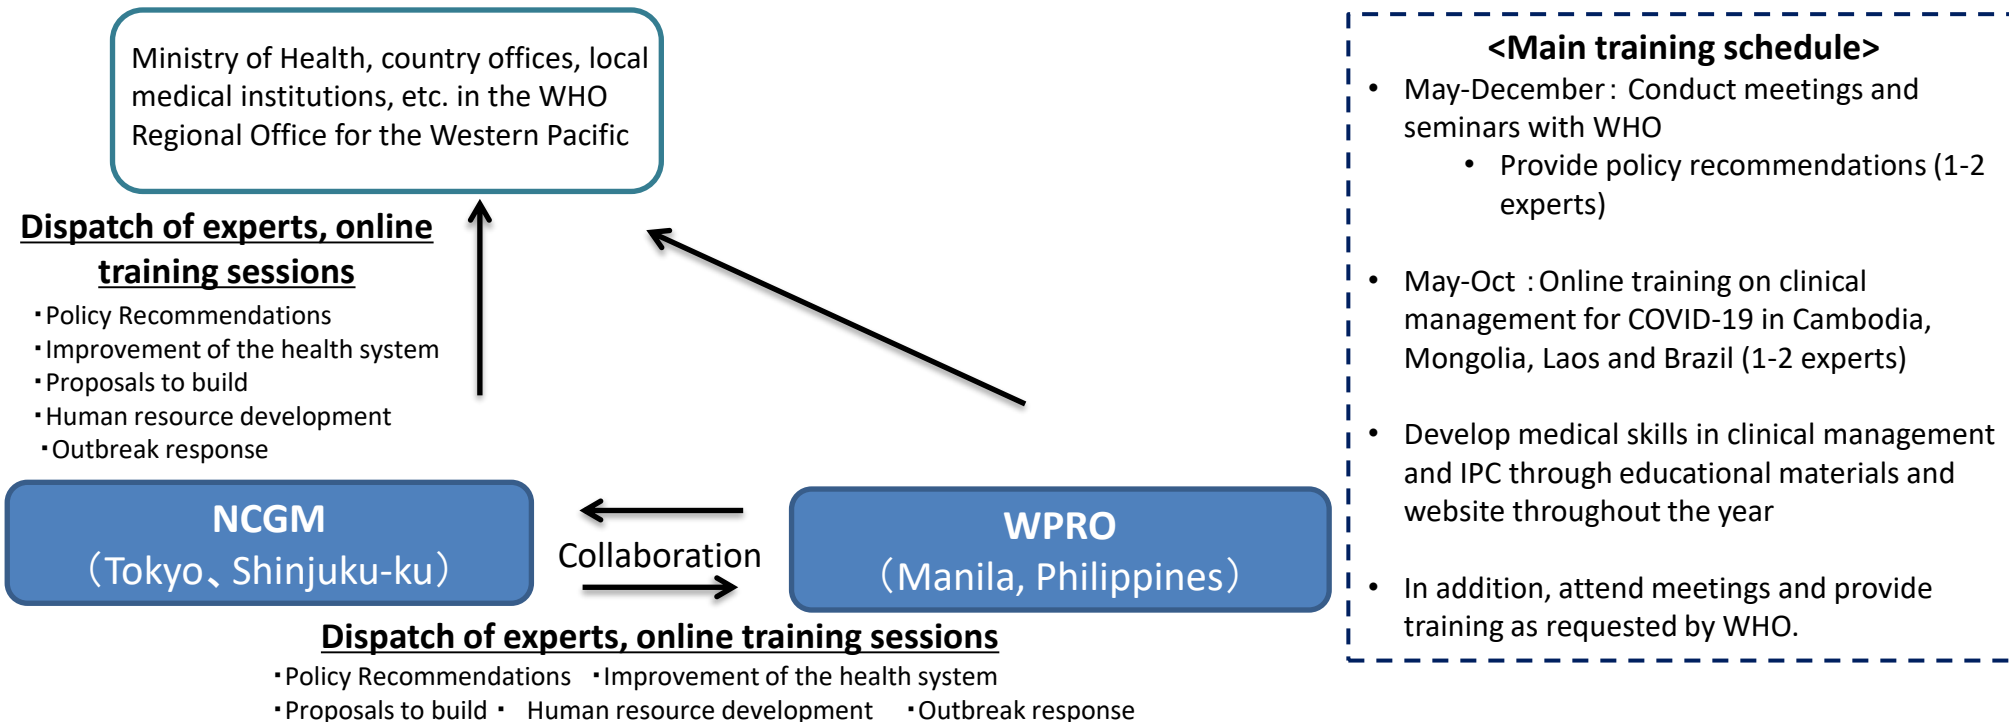 Ministry of Health, country offices, local
medical institutions, etc. in the WHO
Regional Office for the Western Pacific
Dispatch of experts, online
training sessions
・Policy Recommendations
・Improvement of the health system
・Proposals to build
・Human resource development
・Outbreak response
NCGM
（Tokyo、Shinjuku-ku）
Collaboration
WPRO
（Manila, Philippines）
Dispatch of experts, online training sessions
・Policy Recommendations ・Improvement of the health system
・Proposals to build・ Human resource development ・Outbreak response
<Main training schedule>
• May-December：Conduct meetings and
seminars with WHO
• Provide policy recommendations (1-2
experts)
• May-Oct：Online training on clinical
management for COVID-19 in Cambodia,
Mongolia, Laos and Brazil (1-2 experts)
• Develop medical skills in clinical management
and IPC through educational materials and
website throughout the year
• In addition, attend meetings and provide
training as requested by WHO.